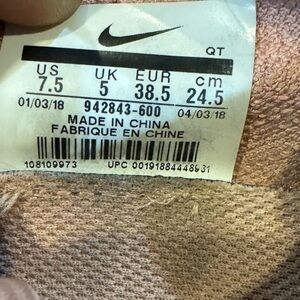 QT
US UK EUR cm
7.5 5 38.5 24.5
01/03/18 942843-600 04/03/18
MADE IN CHINA
FABRIQUE EN CHINE
108109973 UPC 00191884448931